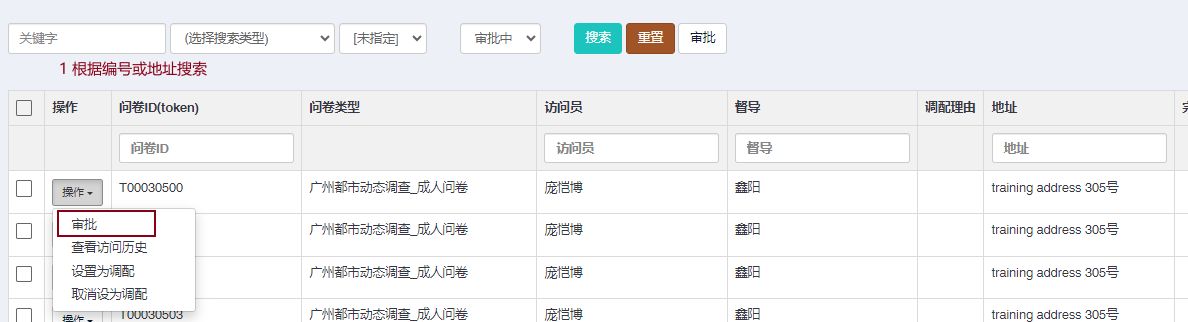 关键字 (选择搜索类型) [未指定] 审批中 搜索 重置 审批
1 根据编号或地址搜索
操作 问卷ID(token) 问卷类型 访问员 督导 调配理由 地址
问卷ID 访问员 督导 地址
操作 T00030500 广州都市动态调查_成人问卷 庞恺博 鑫阳 training address 305号
审批
广州都市动态调查_成人问卷 庞恺博 鑫阳 training address 305号
查看访问历史
设置为调配
广州都市动态调查_成人问卷 庞恺博 鑫阳 training address 305号
取消设为调配
操作 T00030503 广州都市动态调查_成人问卷 庞恺博 鑫阳 training address 305号